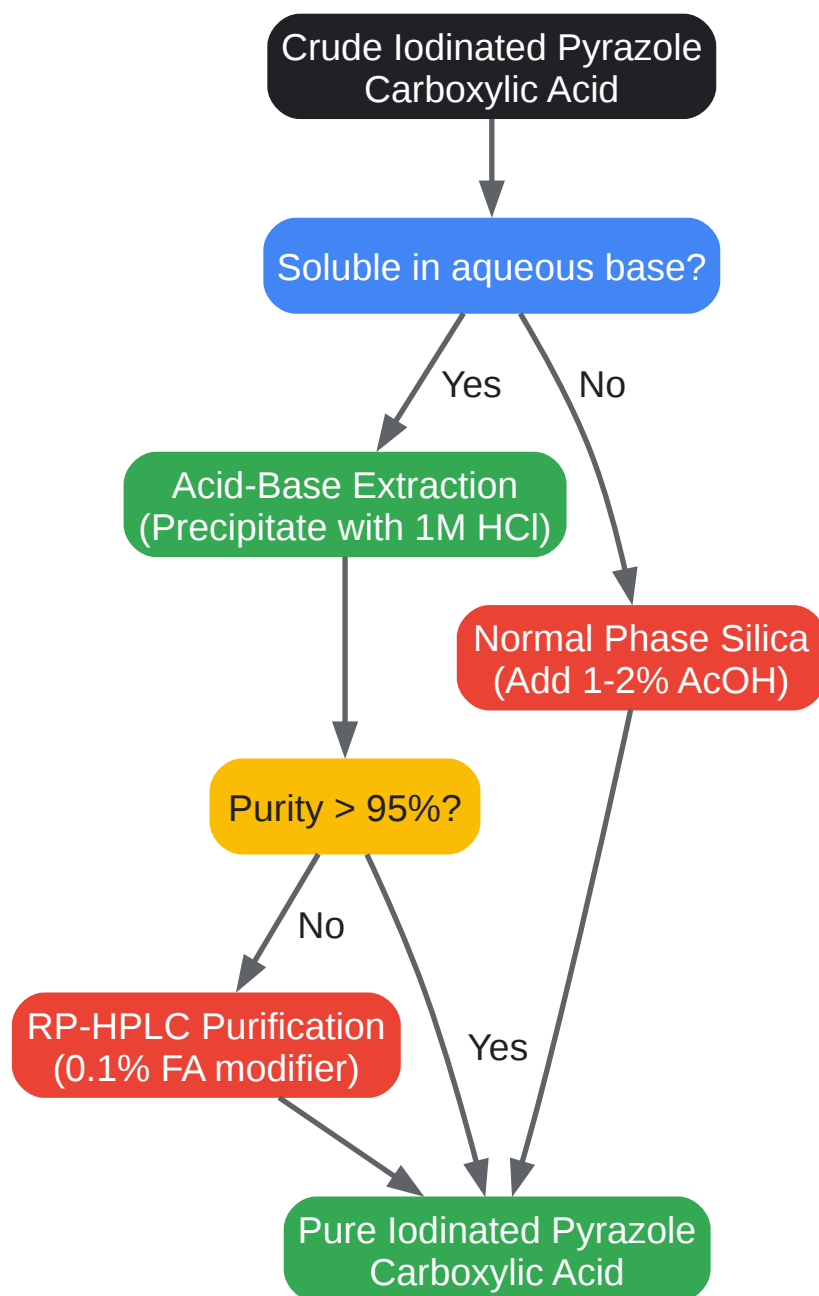 Crude Iodinated Pyrazole
Carboxylic Acid
Soluble in aqueous base?
Yes
No
Acid-Base Extraction
(Precipitate with 1M HCl)
Normal Phase Silica
(Add 1-2% AcOH)
Purity > 95%?
No
Yes
RP-HPLC Purification
(0.1% FA modifier)
Pure Iodinated Pyrazole
Carboxylic Acid